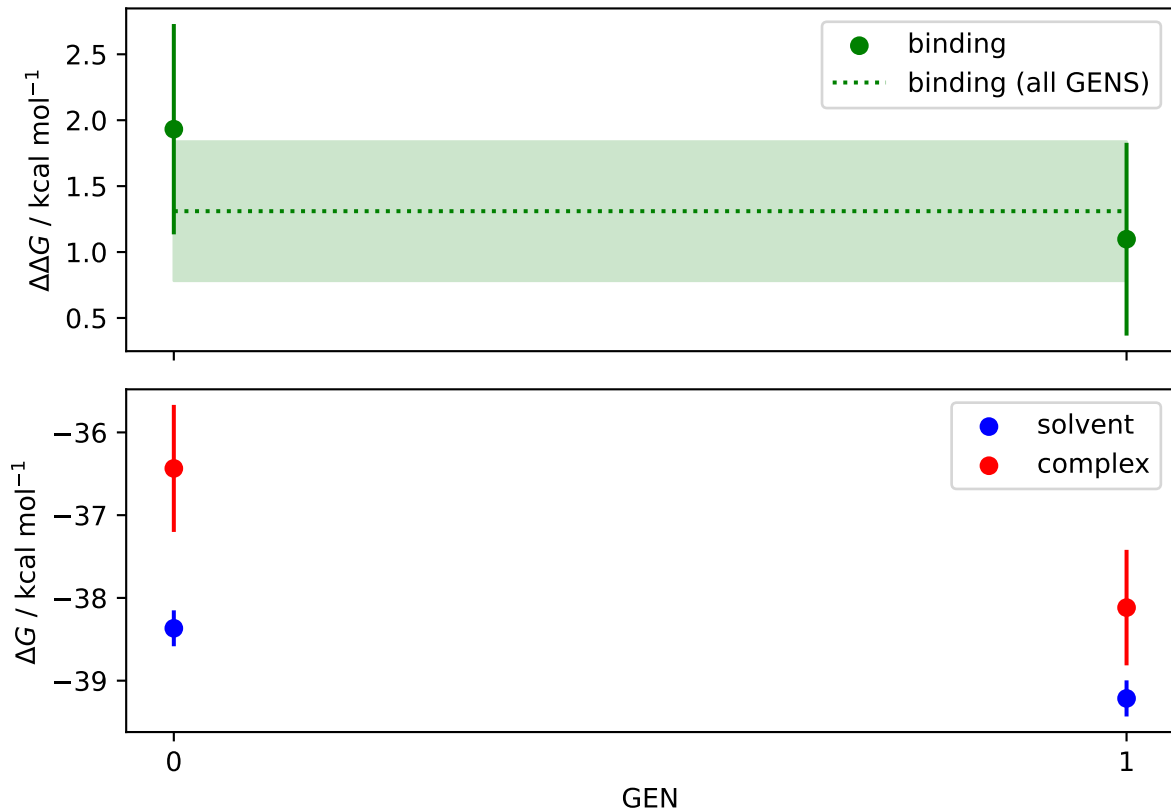 2.5
2.0
1.5
1.0
0.5
ΔΔG / kcal mol⁻¹
binding
binding (all GENS)
−36
−37
−38
−39
ΔG / kcal mol⁻¹
solvent
complex
0
1
GEN